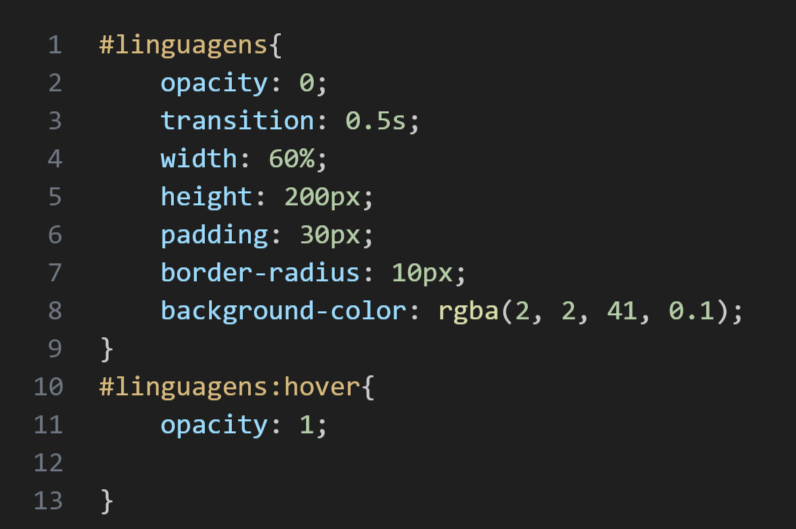 1 #linguagens{
2     opacity: 0;
3     transition: 0.5s;
4     width: 60%;
5     height: 200px;
6     padding: 30px;
7     border-radius: 10px;
8     background-color: rgba(2, 2, 41, 0.1);
9 }
10 #linguagens:hover{
11     opacity: 1;
12
13 }